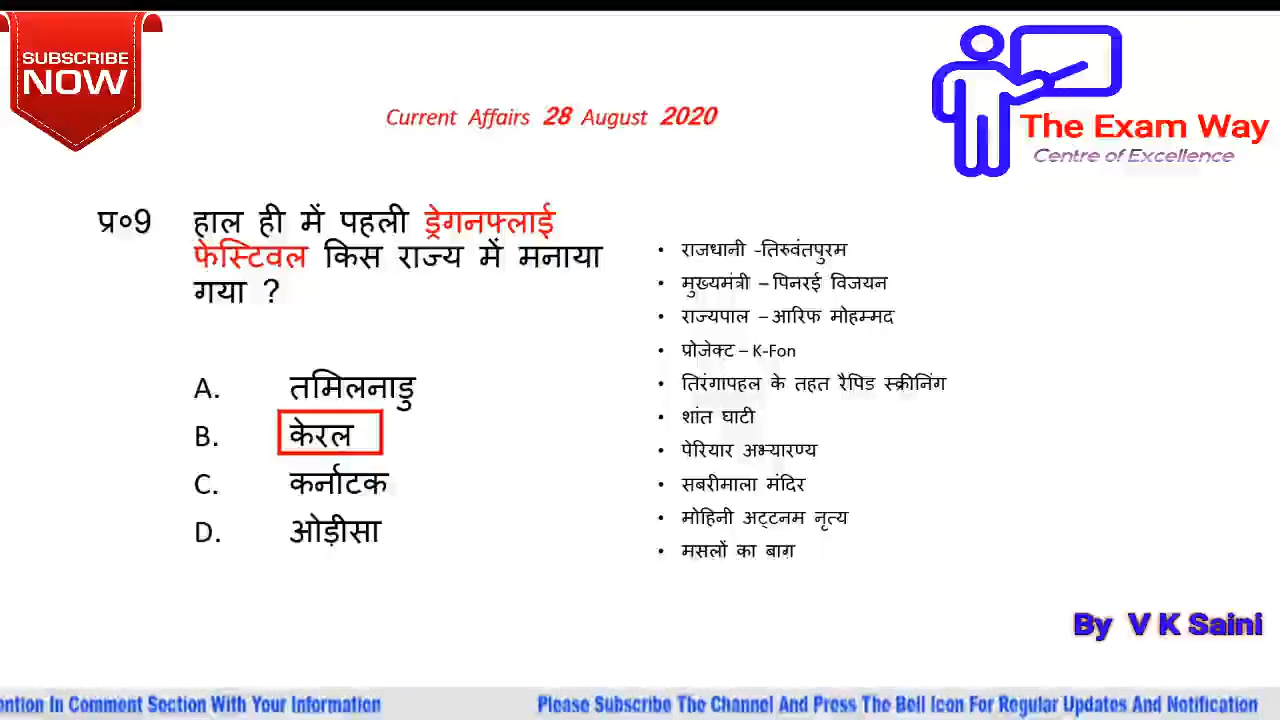 SUBSCRIBE
NOW
Current Affairs 28 August 2020
The Exam Way
Centre of Excellence
प्र०9 हाल ही में पहली ड्रेगनफ्लाई
फेस्टिवल किस राज्य में मनाया
गया ?
A. तमिलनाडु
B. केरल
C. कर्नाटक
D. ओड़ीसा
• राजधानी -तिरुवंतपुरम
• मुख्यमंत्री – पिनरई विजयन
• राज्यपाल – आरिफ मोहम्मद
• प्रोजेक्ट – K-Fon
• तिरंगापहल के तहत रैपिड स्क्रीनिंग
• शांत घाटी
• पेरियार अभ्यारण्य
• सबरीमाला मंदिर
• मोहिनी अट्टनम नृत्य
• मसलों का बाग़
By V K Saini
ention In Comment Section With Your Information Please Subscribe The Channel And Press The Bell Icon For Regular Updates And Notification